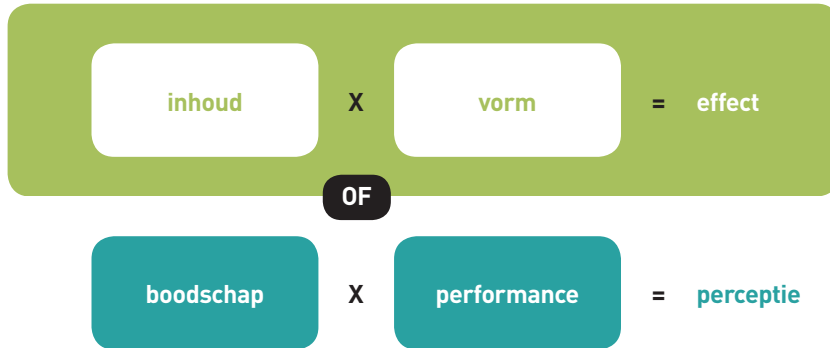 inhoud X vorm = effect
OF
boodschap X performance = perceptie